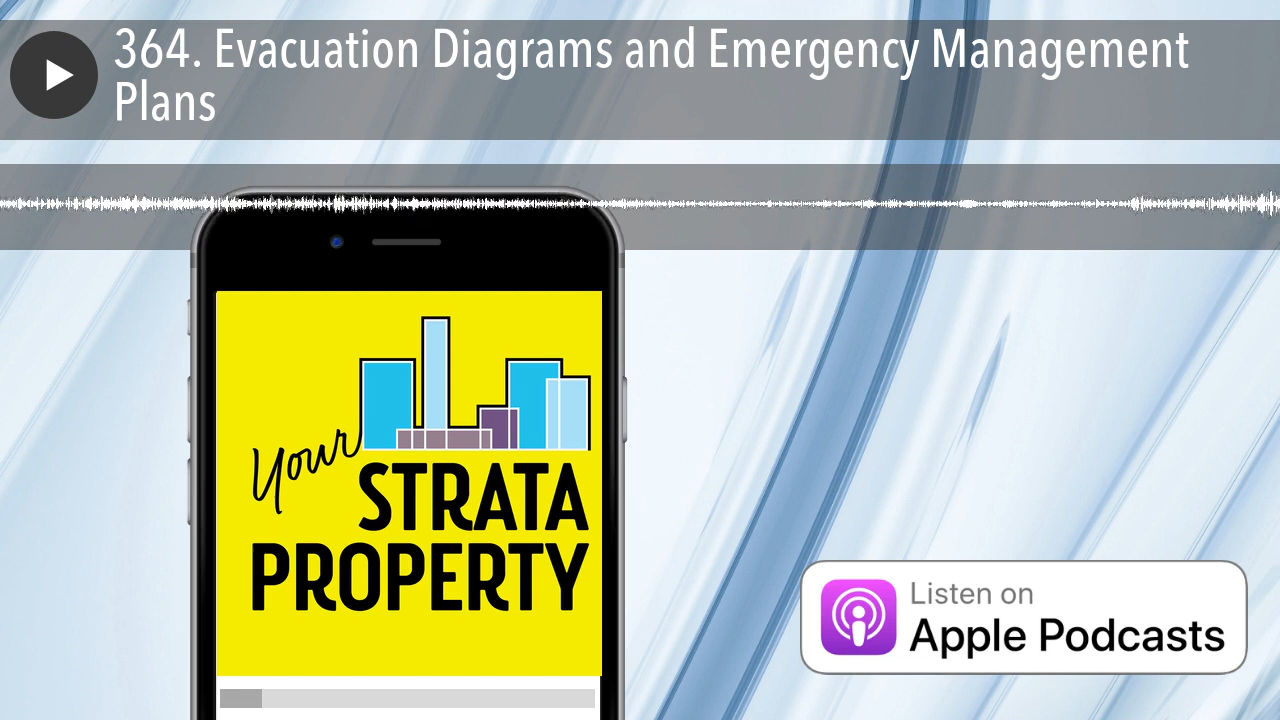 364. Evacuation Diagrams and Emergency Management
Plans
Your
STRATA
PROPERTY
Listen on
Apple Podcasts